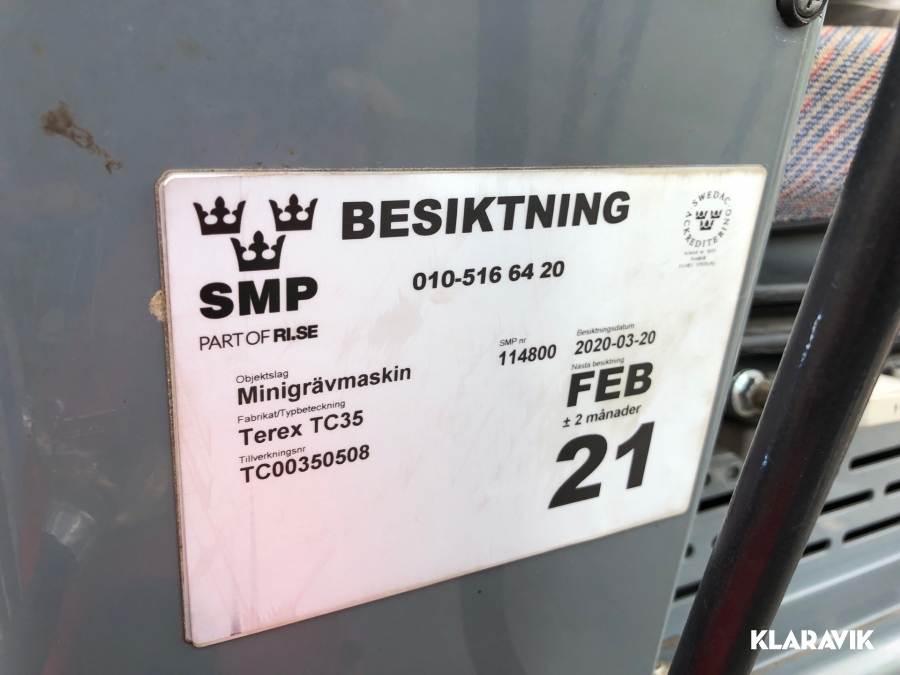 BESIKTNING
010-516 64 20
SMP
PART OF RI.SE
SWEDAC
ACKREDITERING
Objektslag
Minigrävmaskin
Fabrikat/Typbeteckning
Terex TC35
Tillverkningsnr
TC00350508
SMP nr
114800
Besiktningsdatum
2020-03-20
Nästa besiktning
FEB
± 2 månader
21
KLARAVIK